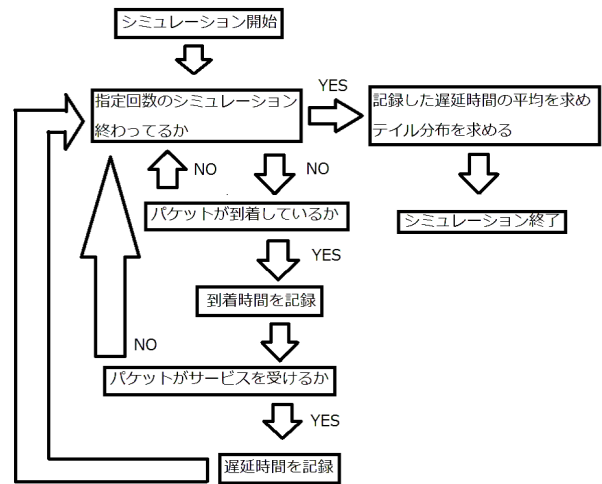 シミュレーション開始
指定回数のシミュレーション
終わってるか
YES
記録した遅延時間の平均を求め
テイル分布を求める
NO
NO
パケットが到着しているか
シミュレーション終了
YES
到着時間を記録
NO
パケットがサービスを受けるか
YES
遅延時間を記録